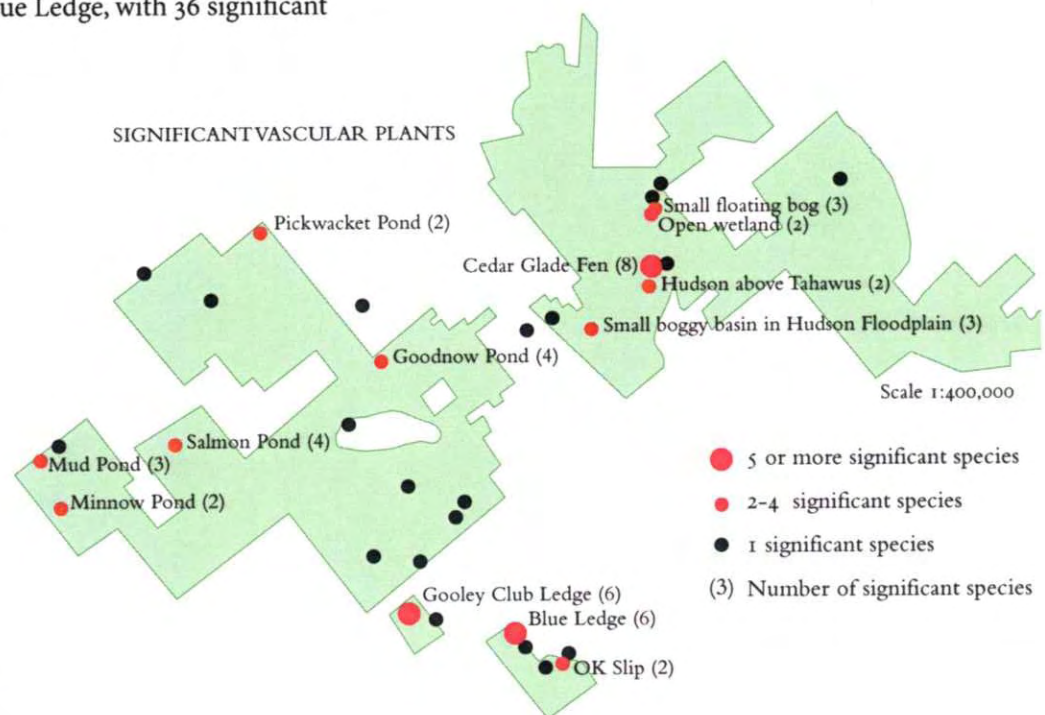 ue Ledge, with 36 significant
SIGNIFICANT VASCULAR PLANTS
Pickwacket Pond (2)
Small floating bog (3)
Open wetland (2)
Cedar Glade Fen (8)
Hudson above Tahawus (2)
Small boggy basin in Hudson Floodplain (3)
Goodnow Pond (4)
Scale 1:400,000
Salmon Pond (4)
Mud Pond (3)
Minnow Pond (2)
5 or more significant species
2-4 significant species
1 significant species
(3) Number of significant species
Gooley Club Ledge (6)
Blue Ledge (6)
OK Slip (2)